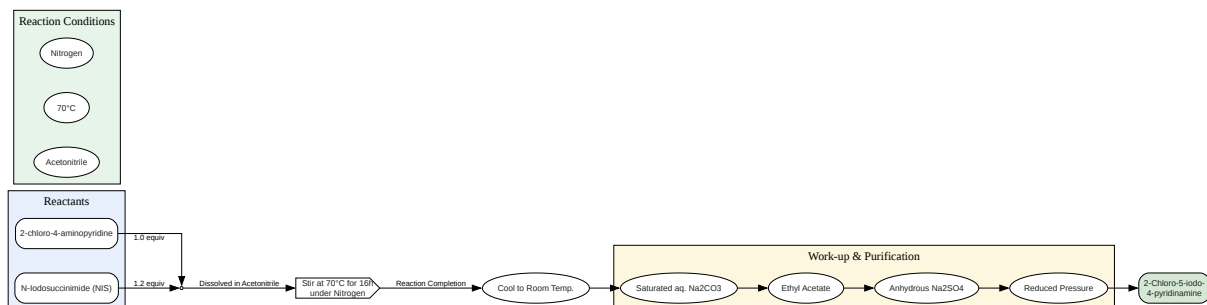 Reaction Conditions
Nitrogen
70°C
Acetonitrile
Reactants
2-chloro-4-aminopyridine
1.0 equiv
N-Iodosuccinimide (NIS)
1.2 equiv
Dissolved in Acetonitrile
Stir at 70°C for 16h
under Nitrogen
Reaction Completion
Cool to Room Temp.
Work-up & Purification
Saturated aq. Na2CO3
Ethyl Acetate
Anhydrous Na2SO4
Reduced Pressure
2-Chloro-5-iodo-
4-pyridinamine